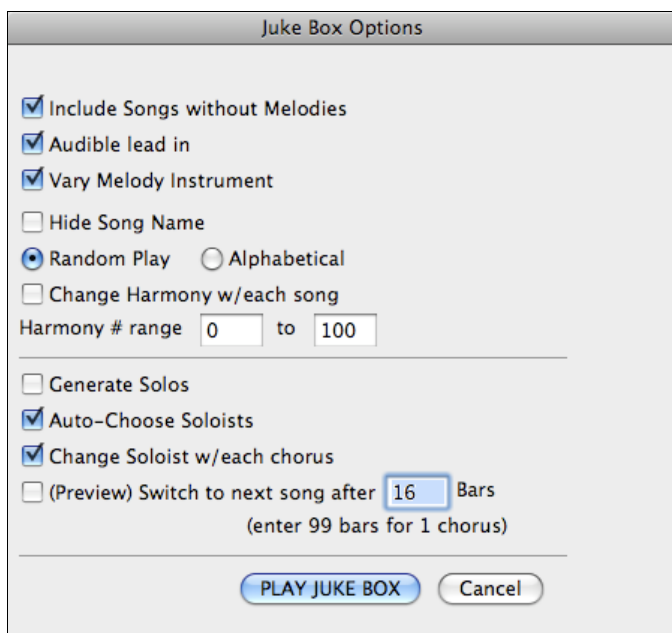 Juke Box Options
Include Songs without Melodies
Audible lead in
Vary Melody Instrument
Hide Song Name
Random Play Alphabetical
Change Harmony w/each song
Harmony # range 0 to 100
Generate Solos
Auto-Choose Soloists
Change Soloist w/each chorus
(Preview) Switch to next song after 16 Bars
(enter 99 bars for 1 chorus)
PLAY JUKE BOX Cancel